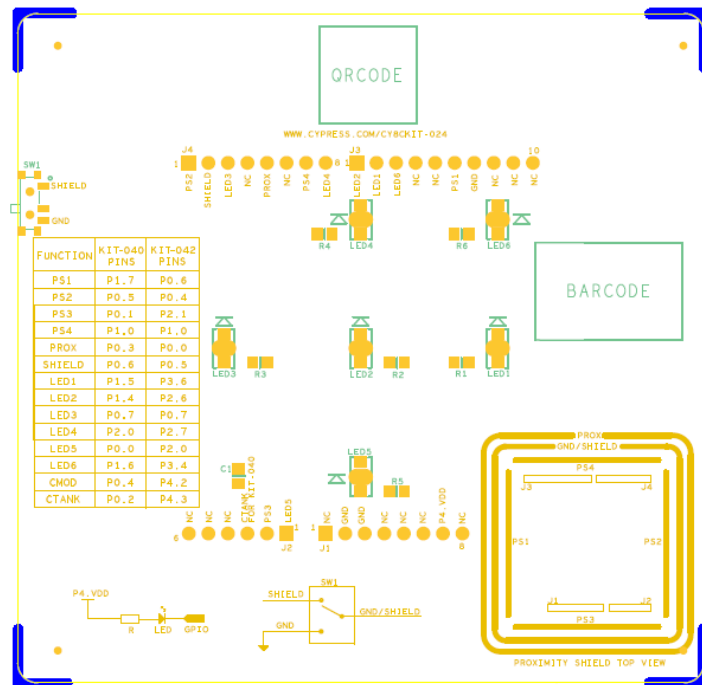 QRCODE
WWW.CYPRESS.COM/CY8CKIT-024
J4
J3
1
8
1
10
PS2
SHIELD
LED3
NC
PROX
NC
PS4
LED4
LED2
LED1
LED6
NC
NC
PS1
GND
NC
NC
NC
SW1
SHIELD
GND
R4
LED4
R6
LED6
FUNCTION KIT-040 PINS KIT-042 PINS
PS1 P1.7 P0.6
PS2 P0.5 P0.4
PS3 P0.1 P2.1
PS4 P1.0 P1.0
PROX P0.3 P0.0
SHIELD P0.6 P0.5
LED1 P1.5 P3.6
LED2 P1.4 P2.6
LED3 P0.7 P0.7
LED4 P2.0 P2.7
LED5 P0.0 P2.0
LED6 P1.6 P3.4
CMOD P0.4 P4.2
CTANK P0.2 P4.3
BARCODE
LED3
R3
LED2
R2
R1
LED1
LED5
C1
R5
6
NC
NC
NC
CTANK
FOR KIT-040
PS3
LED5
1
J2
1
J1
NC
GND
GND
NC
NC
NC
P4.VDD
NC
8
PROX
GND/SHIELD
PS4
J3
J4
PS1
PS2
J1
J2
PS3
PROXIMITY SHIELD TOP VIEW
P4.VDD
R
LED
GPIO
SW1
SHIELD
GND/SHIELD
GND